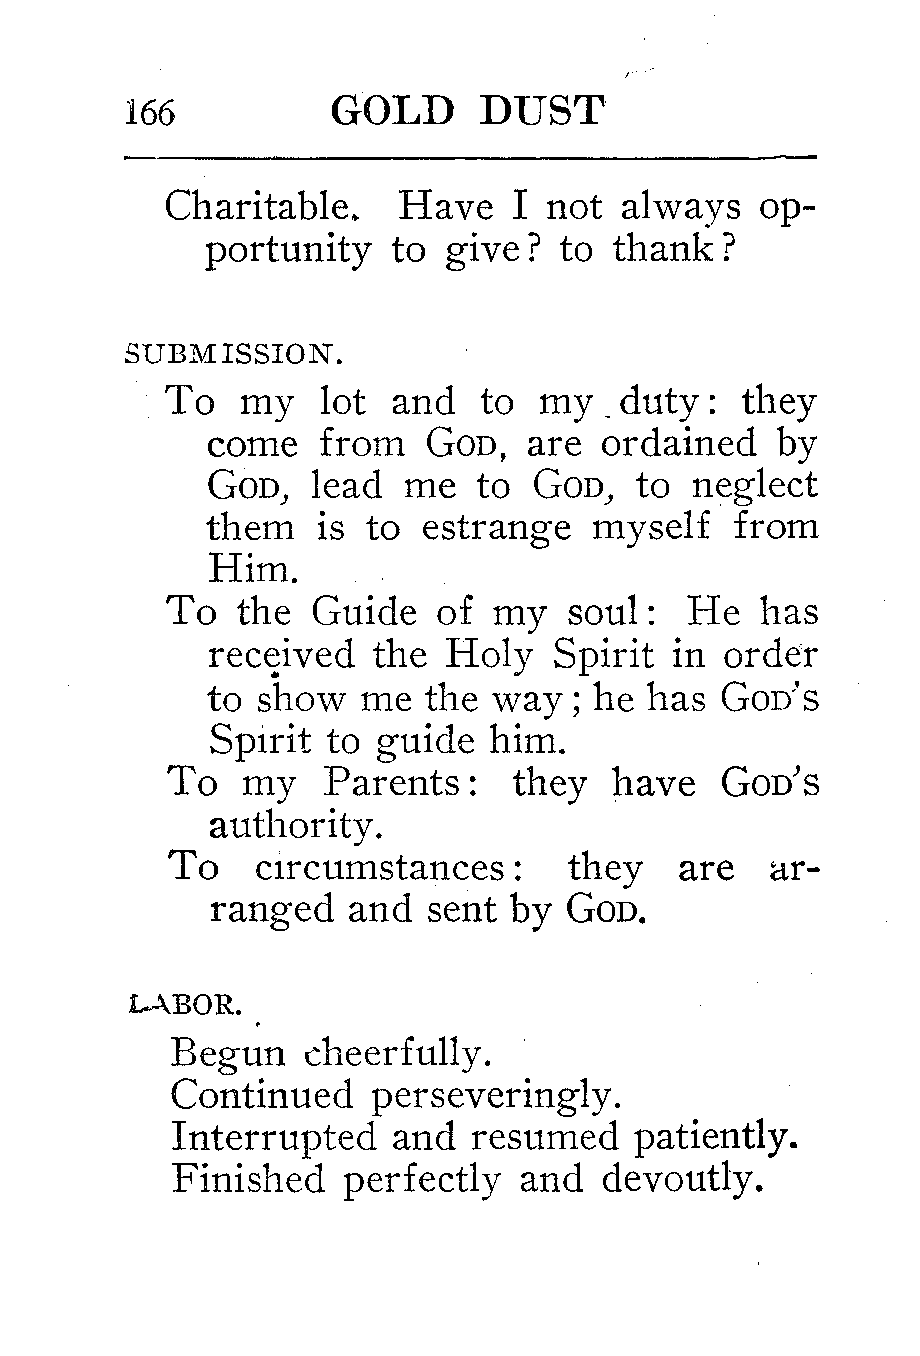 166 GOLD DUST
Charitable. Have I not always op-
portunity to give? to thank?
SUBMISSION.
To my lot and to my duty: they
come from GOD, are ordained by
GOD, lead me to GOD, to neglect
them is to estrange myself from
Him.
To the Guide of my soul: He has
received the Holy Spirit in order
to show me the way; he has GOD'S
Spirit to guide him.
To my Parents: they have GOD'S
authority.
To circumstances: they are ar-
ranged and sent by GOD.
LABOR.
Begun cheerfully.
Continued perseveringly.
Interrupted and resumed patiently.
Finished perfectly and devoutly.